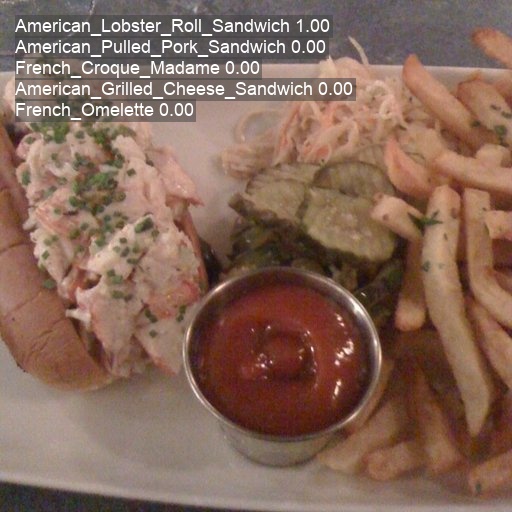 American_Lobster_Roll_Sandwich 1.00
American_Pulled_Pork_Sandwich 0.00
French_Croque_Madame 0.00
American_Grilled_Cheese_Sandwich 0.00
French_Omelette 0.00